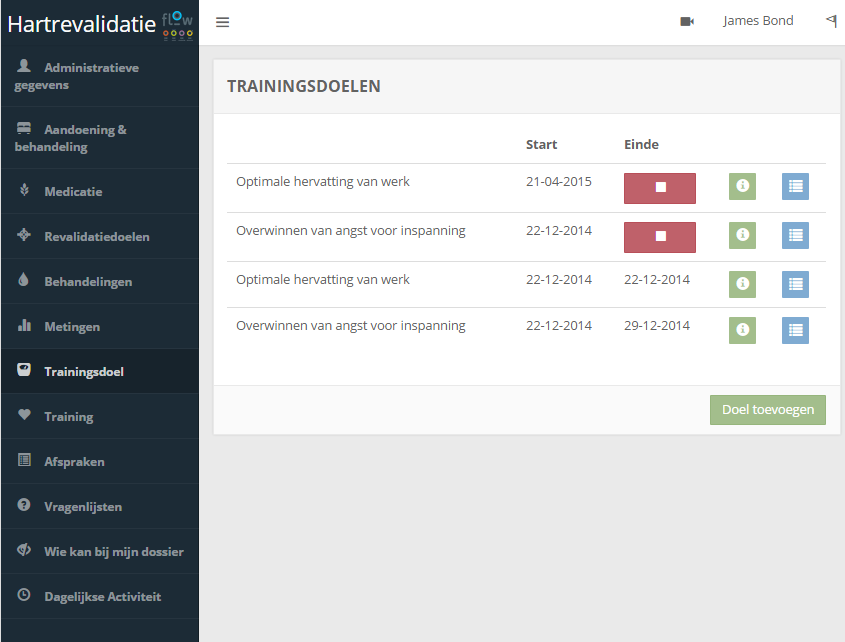 Hartrevalidatie flow
James Bond
Administratieve
gegevens
Aandoening &
behandeling
Medicatie
Revalidatiedoelen
Behandelingen
Metingen
Trainingsdoel
Training
Afspraken
Vragenlijsten
Wie kan bij mijn dossier
Dagelijkse Activiteit
TRAININGSDOELEN
Start Einde
Optimale hervatting van werk 21-04-2015
Overwinnen van angst voor inspanning 22-12-2014
Optimale hervatting van werk 22-12-2014 22-12-2014
Overwinnen van angst voor inspanning 22-12-2014 29-12-2014
Doel toevoegen